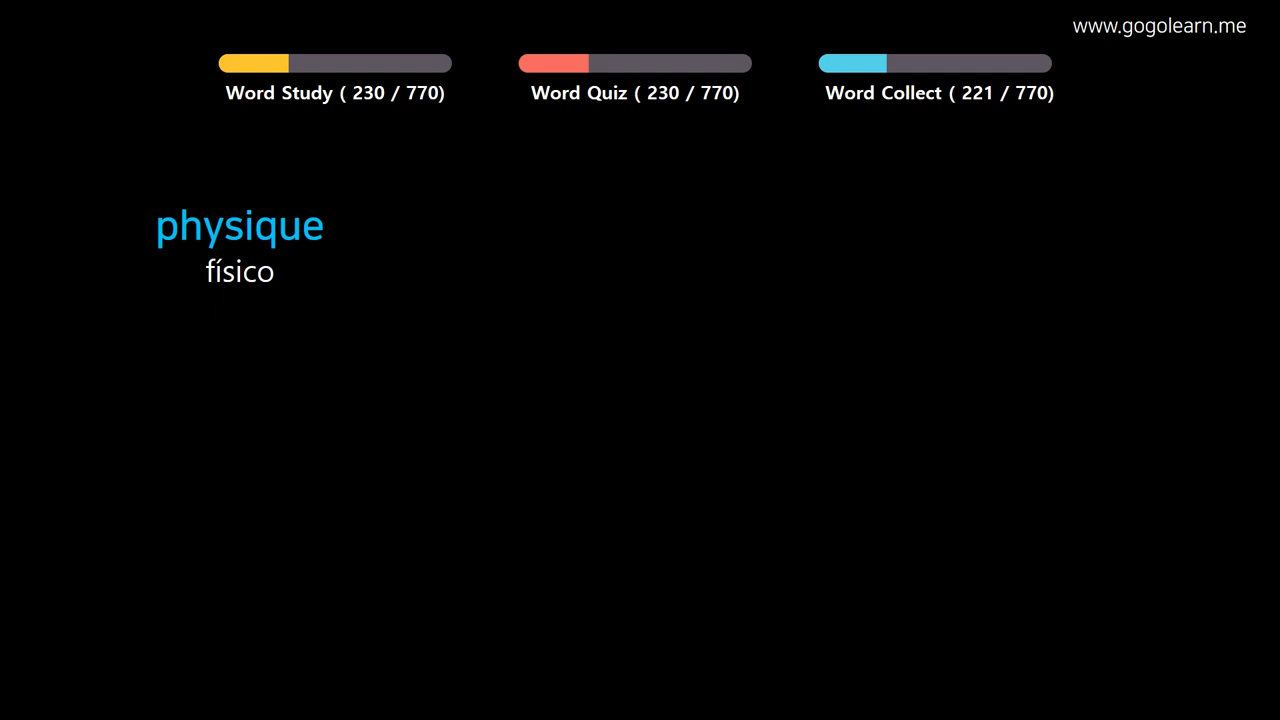 www.gogolearn.me
Word Study ( 230 / 770)
Word Quiz ( 230 / 770)
Word Collect ( 221 / 770)
physique
físico